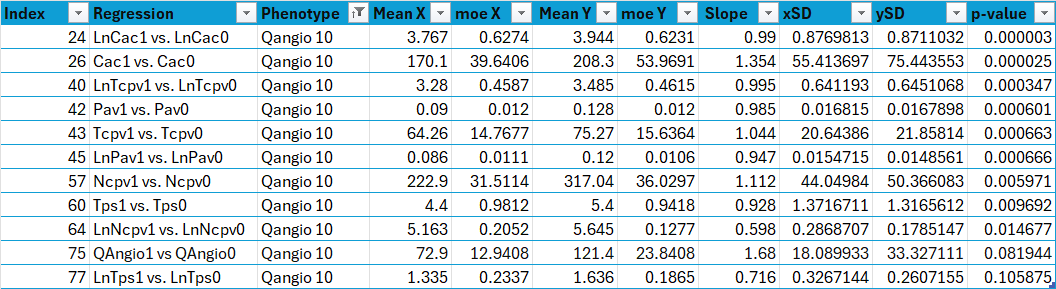 Index Regression Phenotype Mean X moe X Mean Y moe Y Slope xSD ySD p-value
24 LnCac1 vs. LnCac0 Qangio 10 3.767 0.6274 3.944 0.6231 0.99 0.8769813 0.8711032 0.000003
26 Cac1 vs. Cac0 Qangio 10 170.1 39.6406 208.3 53.9691 1.354 55.413697 75.443553 0.000025
40 LnTcpv1 vs. LnTcpv0 Qangio 10 3.28 0.4587 3.485 0.4615 0.995 0.641193 0.6451068 0.000347
42 Pav1 vs. Pav0 Qangio 10 0.09 0.012 0.128 0.012 0.985 0.016815 0.0167898 0.000601
43 Tcpv1 vs. Tcpv0 Qangio 10 64.26 14.7677 75.27 15.6364 1.044 20.64386 21.85814 0.000663
45 LnPav1 vs. LnPav0 Qangio 10 0.086 0.0111 0.12 0.0106 0.947 0.0154715 0.0148561 0.000666
57 Ncpv1 vs. Ncpv0 Qangio 10 222.9 31.5114 317.04 36.0297 1.112 44.04984 50.366083 0.005971
60 Tps1 vs. Tps0 Qangio 10 4.4 0.9812 5.4 0.9418 0.928 1.3716711 1.3165612 0.009692
64 LnNcpv1 vs. LnNcpv0 Qangio 10 5.163 0.2052 5.645 0.1277 0.598 0.2868707 0.1785147 0.014677
75 QAngio1 vs QAngio0 Qangio 10 72.9 12.9408 121.4 23.8408 1.68 18.089933 33.327111 0.081944
77 LnTps1 vs. LnTps0 Qangio 10 1.335 0.2337 1.636 0.1865 0.716 0.3267144 0.2607155 0.105875